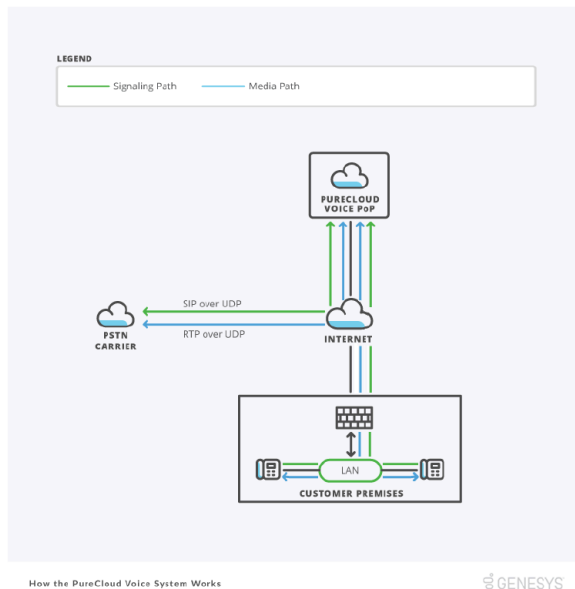 LEGEND
Signaling Path
Media Path
PURECLOUD
VOICE PoP
SIP over UDP
RTP over UDP
PSTN
CARRIER
INTERNET
LAN
CUSTOMER PREMISES
How the PureCloud Voice System Works
GENESYS